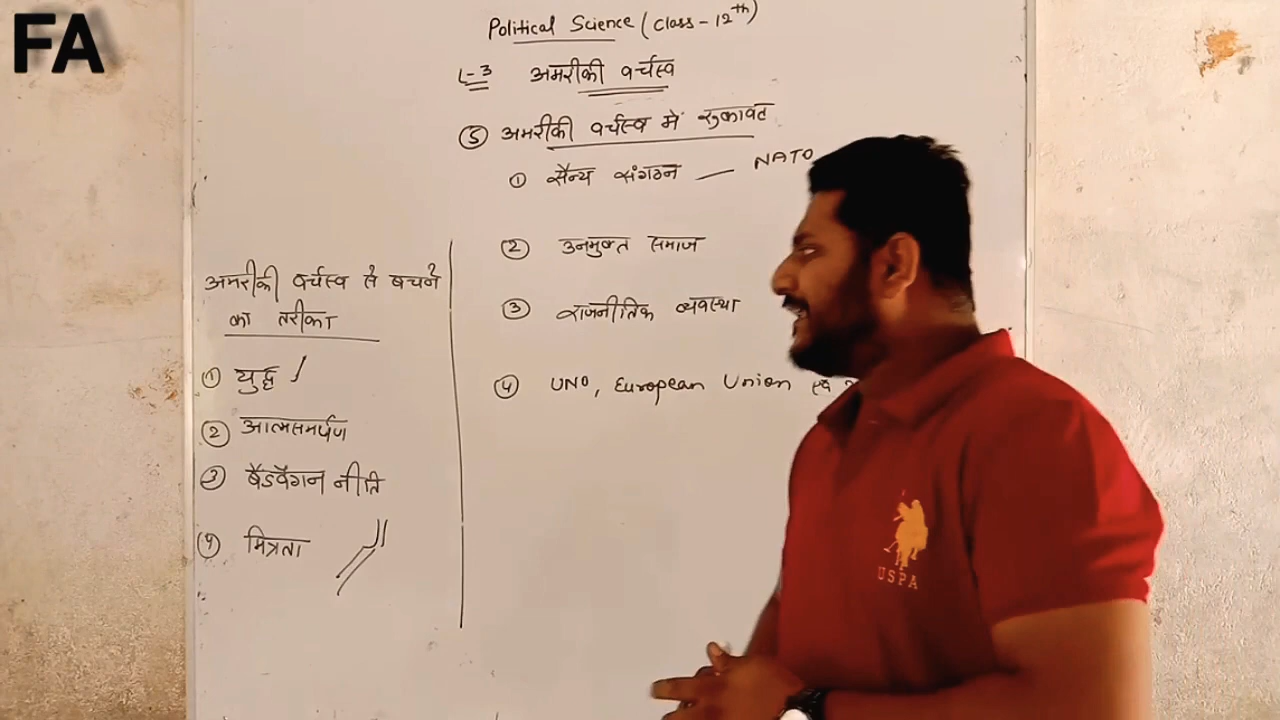 FA
Political Science (Class - 12th)
L-3 अमरीकी वर्चस्व
⑤ अमरीकी वर्चस्व में रुकावट
① सैन्य संगठन — NATO
② उनमुक्त समाज
③ राजनीतिक व्यवस्था
④ UNO, European Union एवं
अमरीकी वर्चस्व से बचने
का तरीका
① युद्ध
② आत्मसमर्पण
③ बैंडवैगन नीति
④ मित्रता
USPA